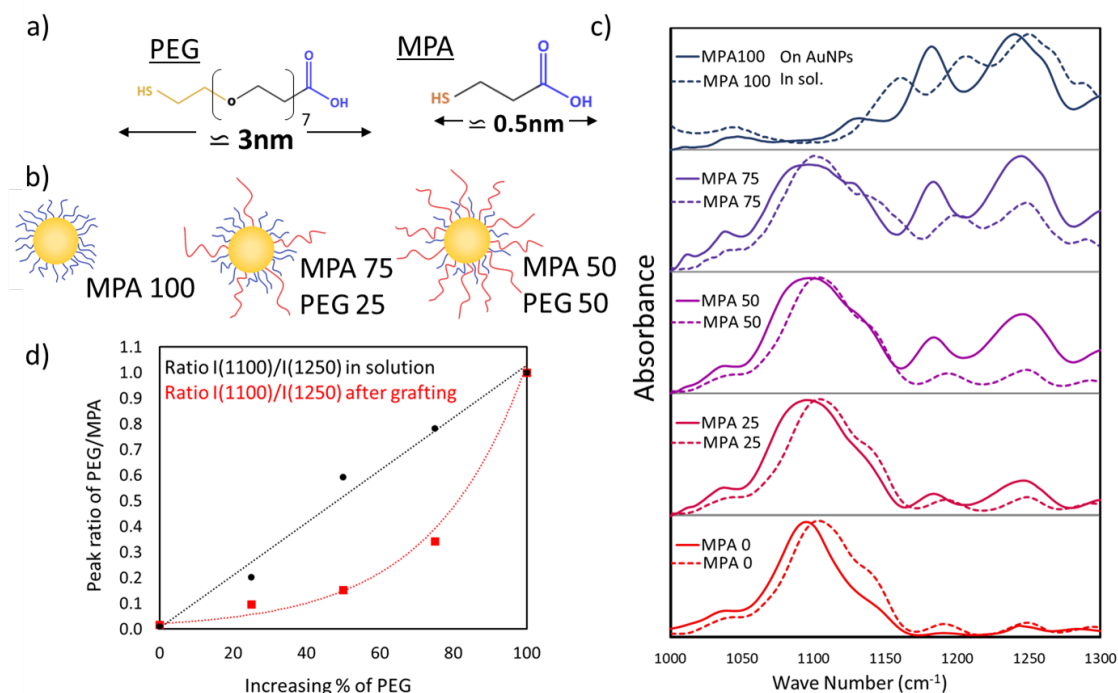 a)
PEG
HS
o
O
OH
7
≃ 3nm
MPA
HS
O
OH
≃ 0.5nm
b)
MPA 100
MPA 75
PEG 25
MPA 50
PEG 50
c)
MPA100 On AuNPs
MPA 100 In sol.
MPA 75
MPA 75
MPA 50
MPA 50
MPA 25
MPA 25
MPA 0
MPA 0
Absorbance
1000 1050 1100 1150 1200 1250 1300
Wave Number (cm⁻¹)
d)
Ratio I(1100)/I(1250) in solution
Ratio I(1100)/I(1250) after grafting
Peak ratio of PEG/MPA
1.1
1.0
0.9
0.8
0.7
0.6
0.5
0.4
0.3
0.2
0.1
0.0
0 20 40 60 80 100
Increasing % of PEG